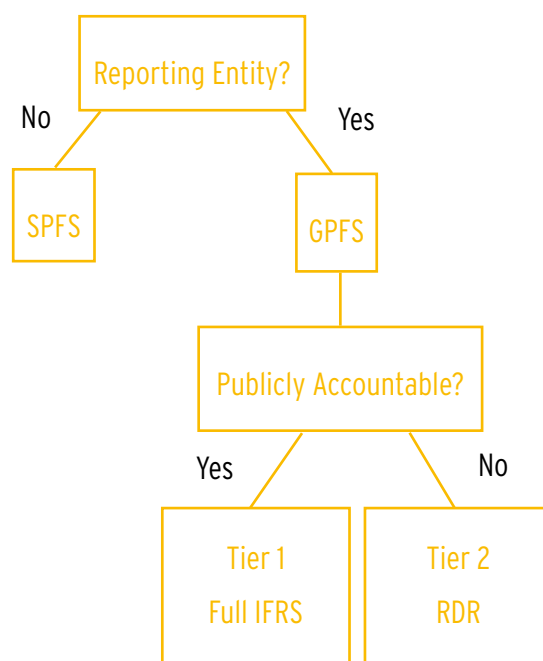 Reporting Entity?
No
Yes
SPFS
GPFS
Publicly Accountable?
Yes
No
Tier 1
Full IFRS
Tier 2
RDR